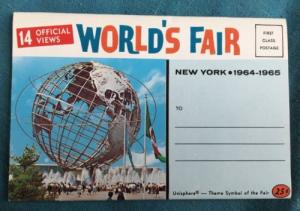 14 OFFICIAL VIEWS
WORLD'S FAIR
FIRST
CLASS
POSTAGE
NEW YORK • 1964-1965
TO
Unisphere® — Theme Symbol of the Fair
25¢